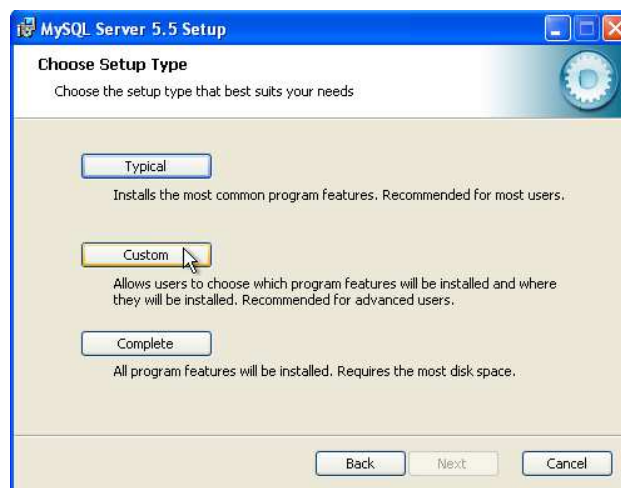 MySQL Server 5.5 Setup
Choose Setup Type
Choose the setup type that best suits your needs
Typical
Installs the most common program features. Recommended for most users.
Custom
Allows users to choose which program features will be installed and where
they will be installed. Recommended for advanced users.
Complete
All program features will be installed. Requires the most disk space.
Back Next Cancel